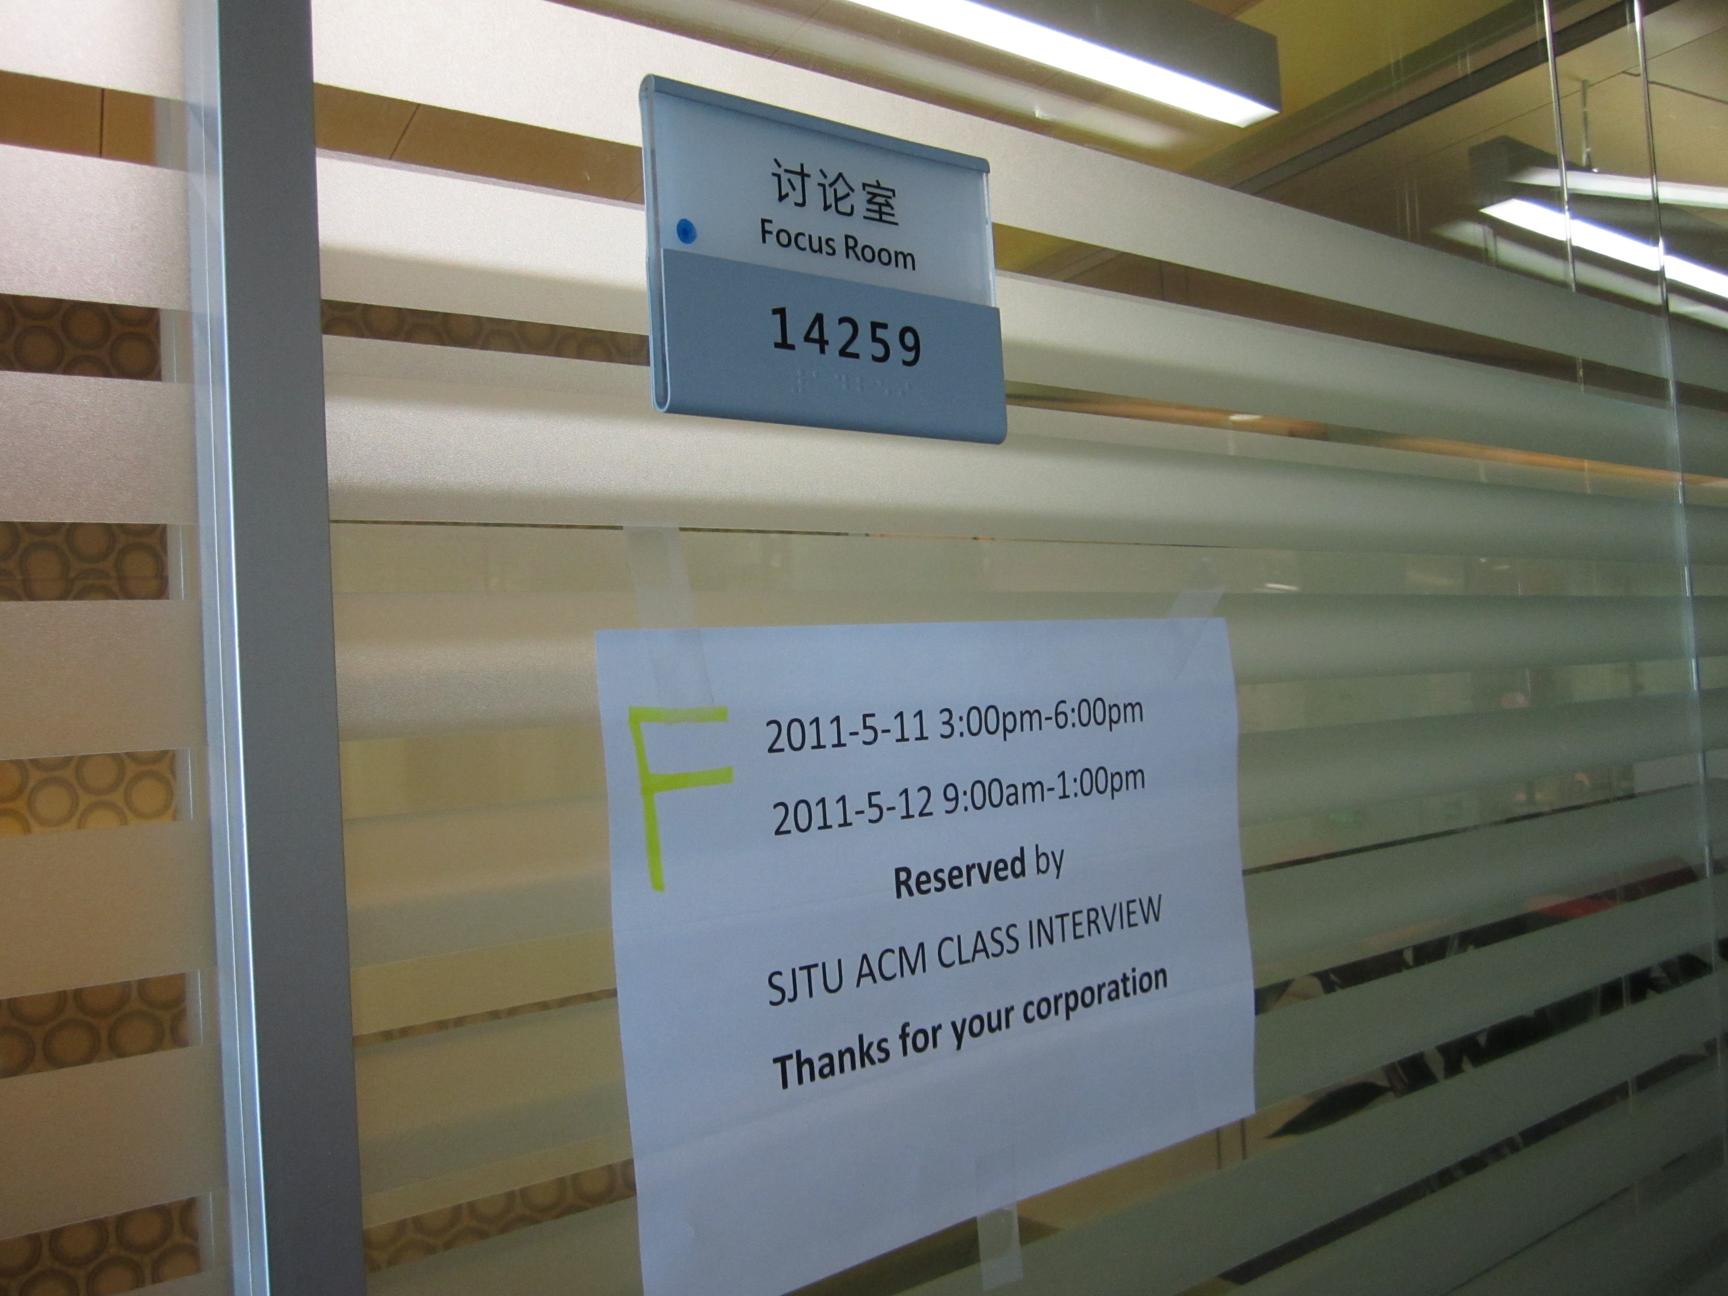 讨论室
Focus Room
14259
F
2011-5-11 3:00pm-6:00pm
2011-5-12 9:00am-1:00pm
Reserved by
SJTU ACM CLASS INTERVIEW
Thanks for your corporation